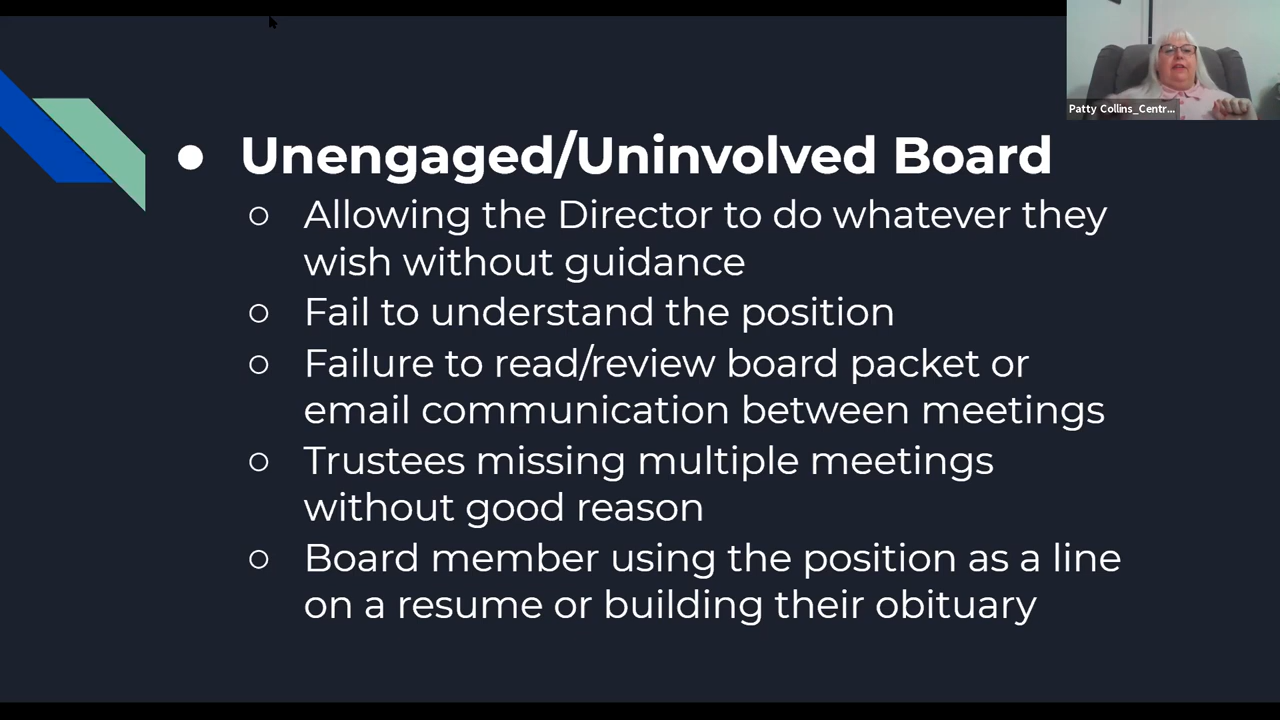 Patty Collins_Centr...
● Unengaged/Uninvolved Board
○ Allowing the Director to do whatever they
wish without guidance
○ Fail to understand the position
○ Failure to read/review board packet or
email communication between meetings
○ Trustees missing multiple meetings
without good reason
○ Board member using the position as a line
on a resume or building their obituary